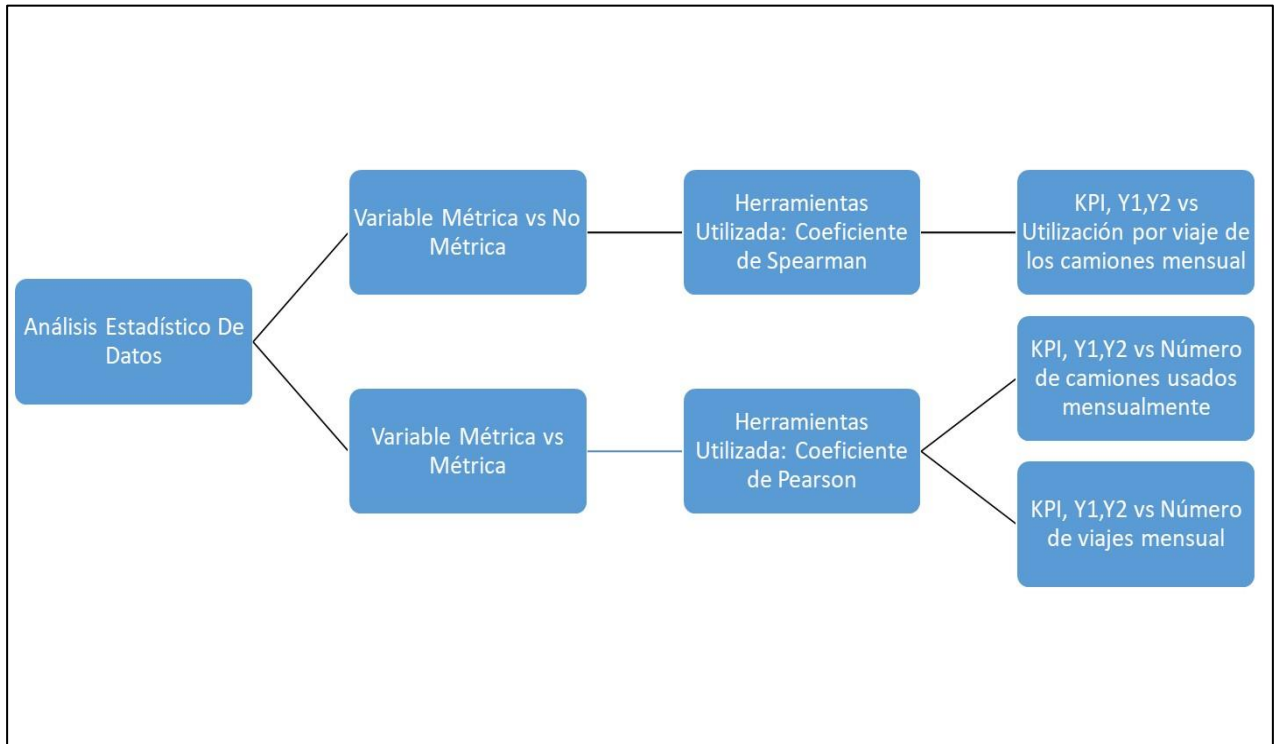 Análisis Estadístico De
Datos
Variable Métrica vs No
Métrica
Herramientas
Utilizada: Coeficiente
de Spearman
KPI, Y1,Y2 vs
Utilización por viaje de
los camiones mensual
Variable Métrica vs
Métrica
Herramientas
Utilizada: Coeficiente
de Pearson
KPI, Y1,Y2 vs Número
de camiones usados
mensualmente
KPI, Y1,Y2 vs Número
de viajes mensual